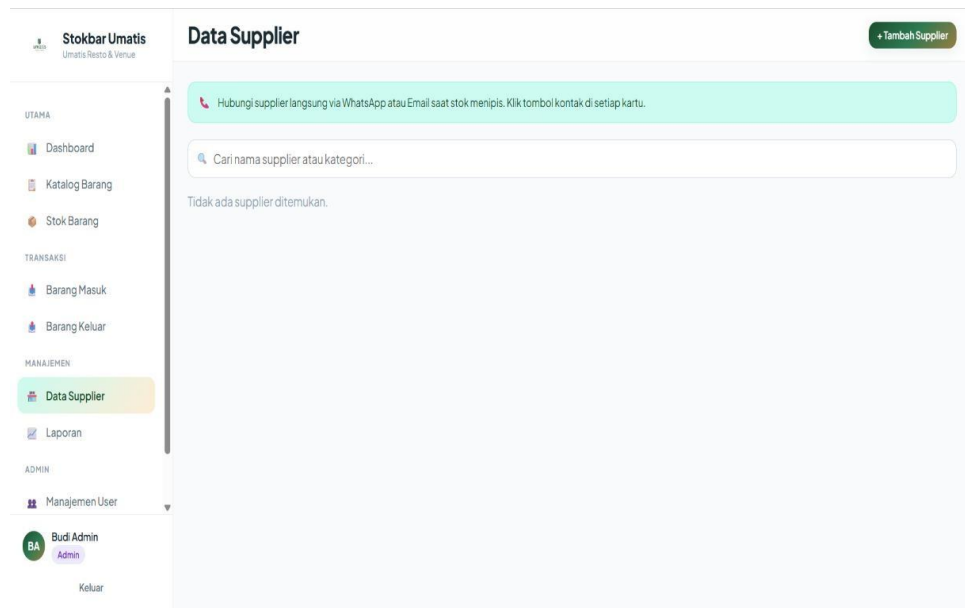 Stokbar Umatis
Umatis Resto & Venue
UTAMA
Dashboard
Katalog Barang
Stok Barang
TRANSAKSI
Barang Masuk
Barang Keluar
MANAJEMEN
Data Supplier
Laporan
ADMIN
Manajemen User
BA
Budi Admin
Admin
Keluar
Data Supplier
+ Tambah Supplier
Hubungi supplier langsung via WhatsApp atau Email saat stok menipis. Klik tombol kontak di setiap kartu.
Cari nama supplier atau kategori...
Tidak ada supplier ditemukan.